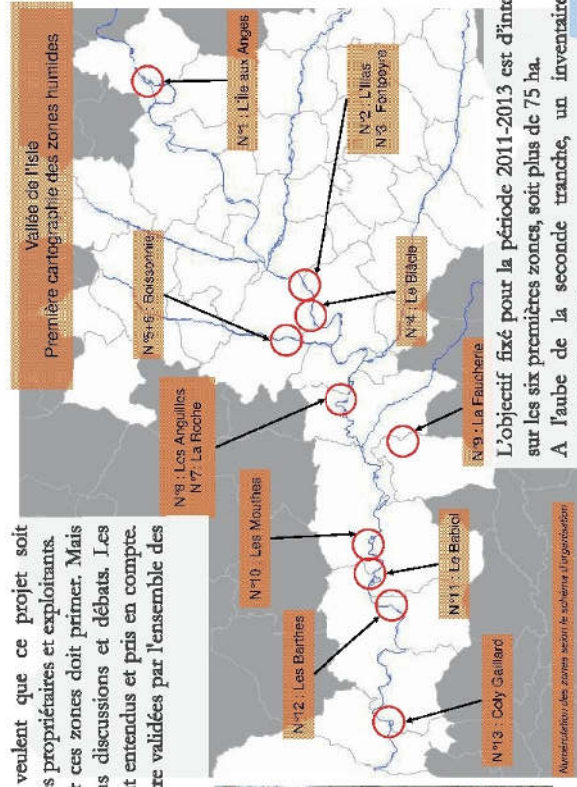 veulent que ce projet soit
s propriétaires et exploitants.
r ces zones doit primer. Mais
ns discussions et débats. Les
t entendus et pris en compte.
re validées par l'ensemble des
Vallée de l'Isle
Première cartographie des zones humides
N°1 : L'Île aux Anges
N°2 : L'Ilias
N°3 : Fontpeyre
N°5+6 : Boissonnie
N°4 : Le Blâcle
N°8 : Les Anguilles
N°7 : La Roche
N°9 : La Faucherie
N°10 : Les Mouthes
N°11 : Le Babiol
N°12 : Les Barthes
N°13 : Coly Gaillard
Numérotation des zones selon le schéma d'organisation
L'objectif fixé pour la période 2011-2013 est d'inte
sur les six premières zones, soit plus de 75 ha.
A l'aube de la seconde tranche, un inventaire